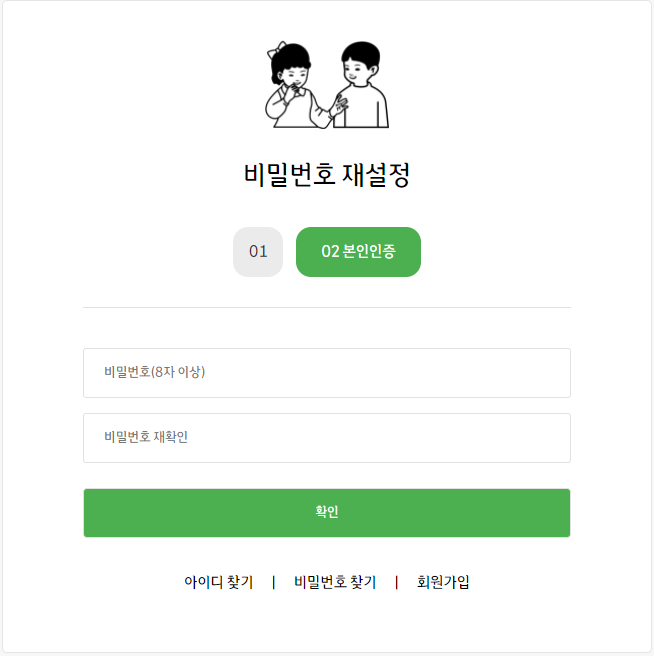 비밀번호 재설정
01 02 본인인증
비밀번호(8자 이상)
비밀번호 재확인
확인
아이디 찾기 | 비밀번호 찾기 | 회원가입